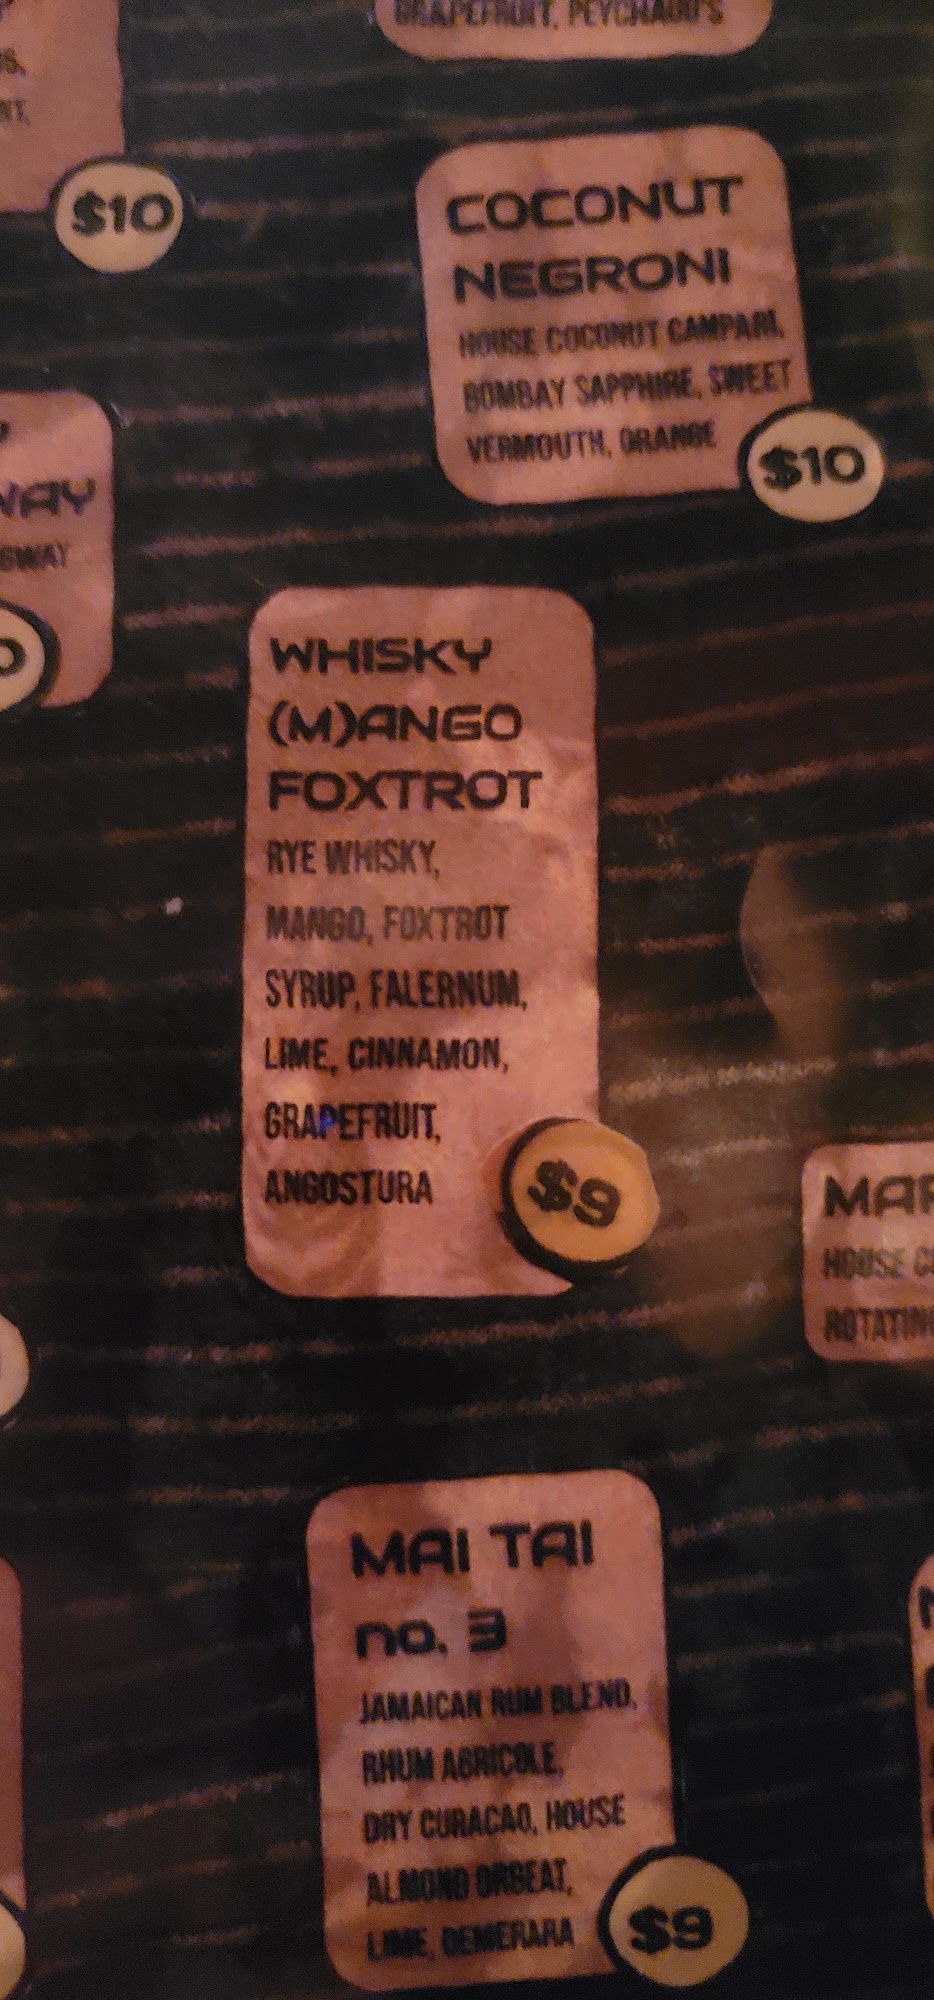 GRAPEFRUIT, PEYCHAUD'S
$10
COCONUT
NEGRONI
HOUSE COCONUT CAMPARI,
BOMBAY SAPPHIRE, SWEET
VERMOUTH, ORANGE
$10
WHISKY
(M)ANGO
FOXTROT
RYE WHISKY,
MANGO, FOXTROT
SYRUP, FALERNUM,
LIME, CINNAMON,
GRAPEFRUIT,
ANGOSTURA
$9
HOUSE
ROTATING
MAI TAI
no. 3
JAMAICAN RUM BLEND,
RHUM AGRICOLE,
DRY CURACAO, HOUSE
ALMOND ORGEAT,
LIME, DEMERARA
$9